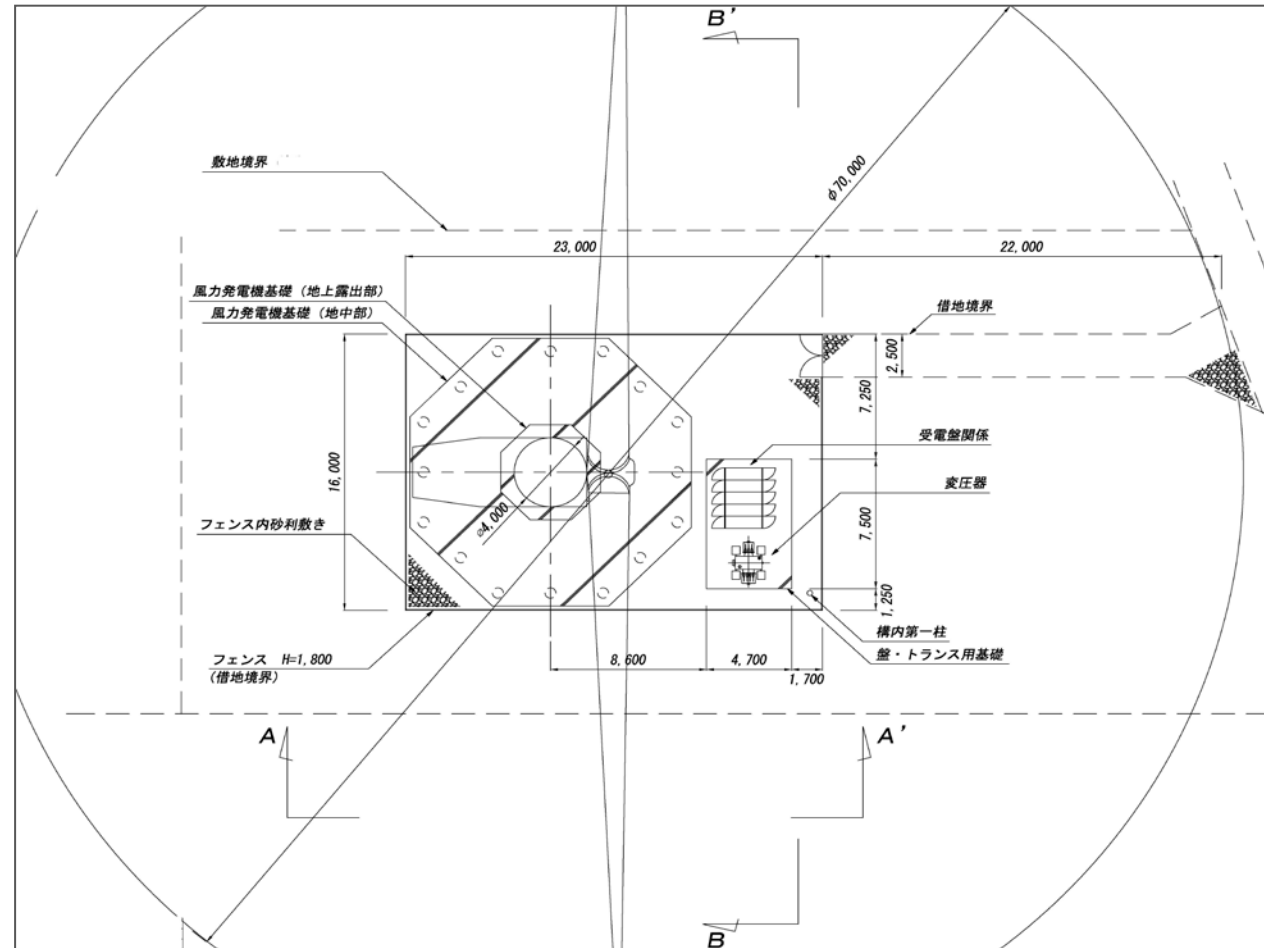 B'
敷地境界
φ70,000
23,000
22,000
風力発電機基礎（地上露出部）
風力発電機基礎（地中部）
借地境界
2,500
7,250
16,000
受電盤関係
変圧器
フェンス内砂利敷き
ø4,000
7,500
1,250
構内第一柱
盤・トランス用基礎
フェンス H=1,800
(借地境界)
8,600
4,700
1,700
A
A'
B